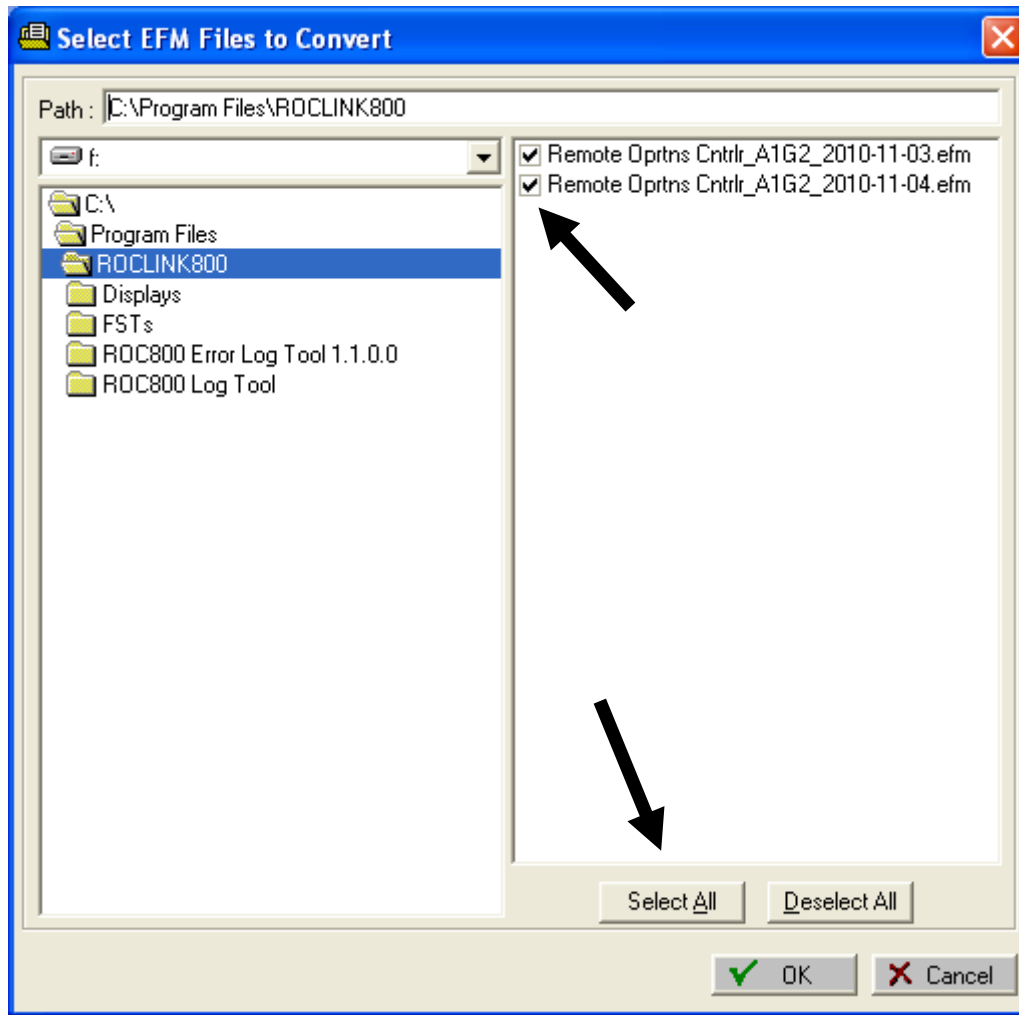 Select EFM Files to Convert
Path : C:\Program Files\ROCLINK800
f:
C:\
Program Files
ROCLINK800
Displays
FSTs
ROC800 Error Log Tool 1.1.0.0
ROC800 Log Tool
Remote Oprtns Cntrlr_A1G2_2010-11-03.efm
Remote Oprtns Cntrlr_A1G2_2010-11-04.efm
Select All Deselect All
OK Cancel